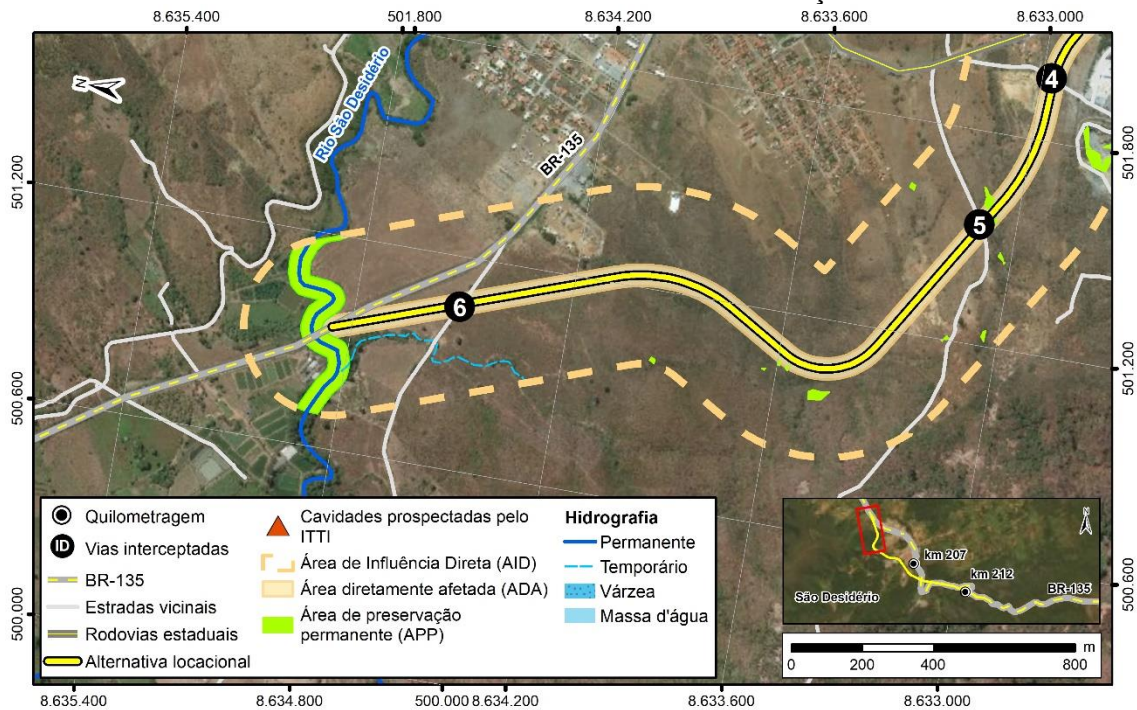 8.635.400
501.800
8.634.200
8.633.600
8.633.000
N
Rio São Desidério
BR-135
4
5
6
501.200
500.600
500.000
501.800
501.200
500.600
Quilometragem
ID Vias interceptadas
BR-135
Estradas vicinais
Rodovias estaduais
Alternativa locacional
Cavidades prospectadas pelo
ITTI
Área de Influência Direta (AID)
Área diretamente afetada (ADA)
Área de preservação
permanente (APP)
Hidrografia
Permanente
Temporário
Várzea
Massa d'água
N
km 207
km 212
São Desidério
BR-135
m
0 200 400 800
8.635.400
8.634.800
500.000
8.634.200
8.633.600
8.633.000